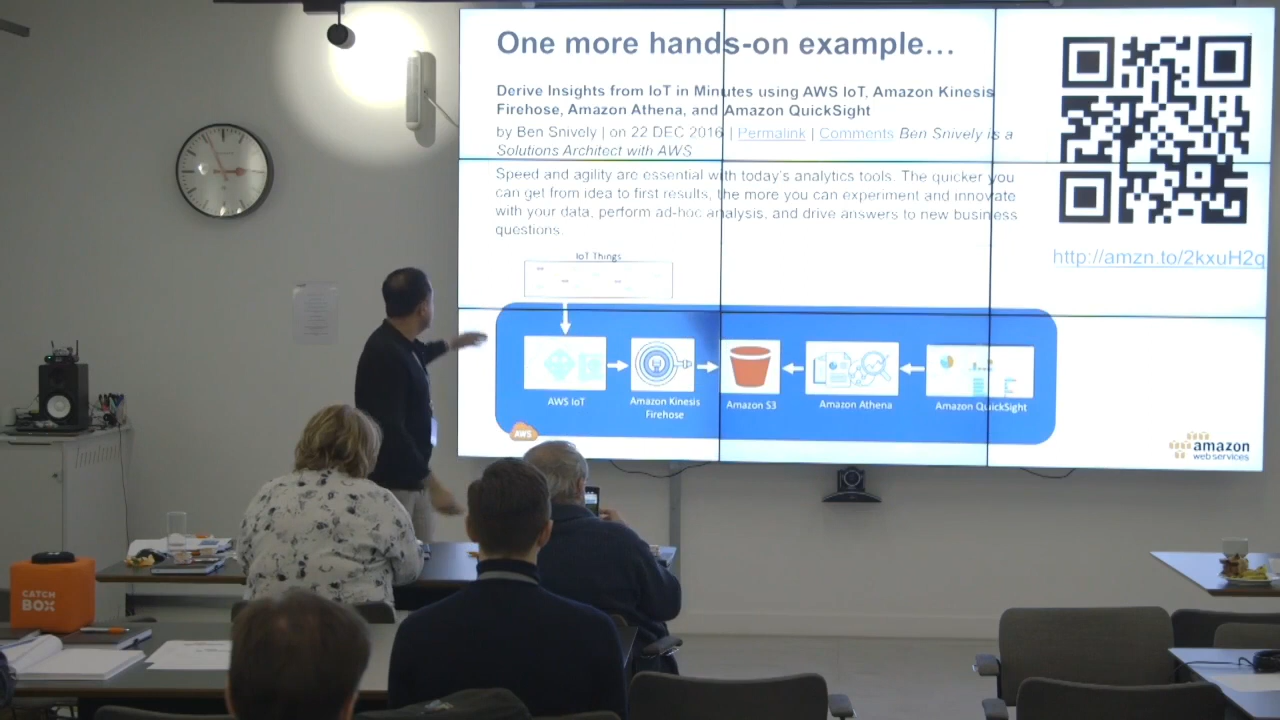 One more hands-on example...
Derive Insights from IoT in Minutes using AWS IoT, Amazon Kinesis
Firehose, Amazon Athena, and Amazon QuickSight
by Ben Snively | on 22 DEC 2016 | Permalink | Comments Ben Snively is a
Solutions Architect with AWS
Speed and agility are essential with today's analytics tools. The quicker you
can get from idea to first results, the more you can experiment and innovate
with your data, perform ad-hoc analysis, and drive answers to new business
questions.
http://amzn.to/2kxuH2q
IoT Things
AWS IoT
Amazon Kinesis
Firehose
Amazon S3
Amazon Athena
Amazon QuickSight
AWS
amazon
web services
CATCH
BOX